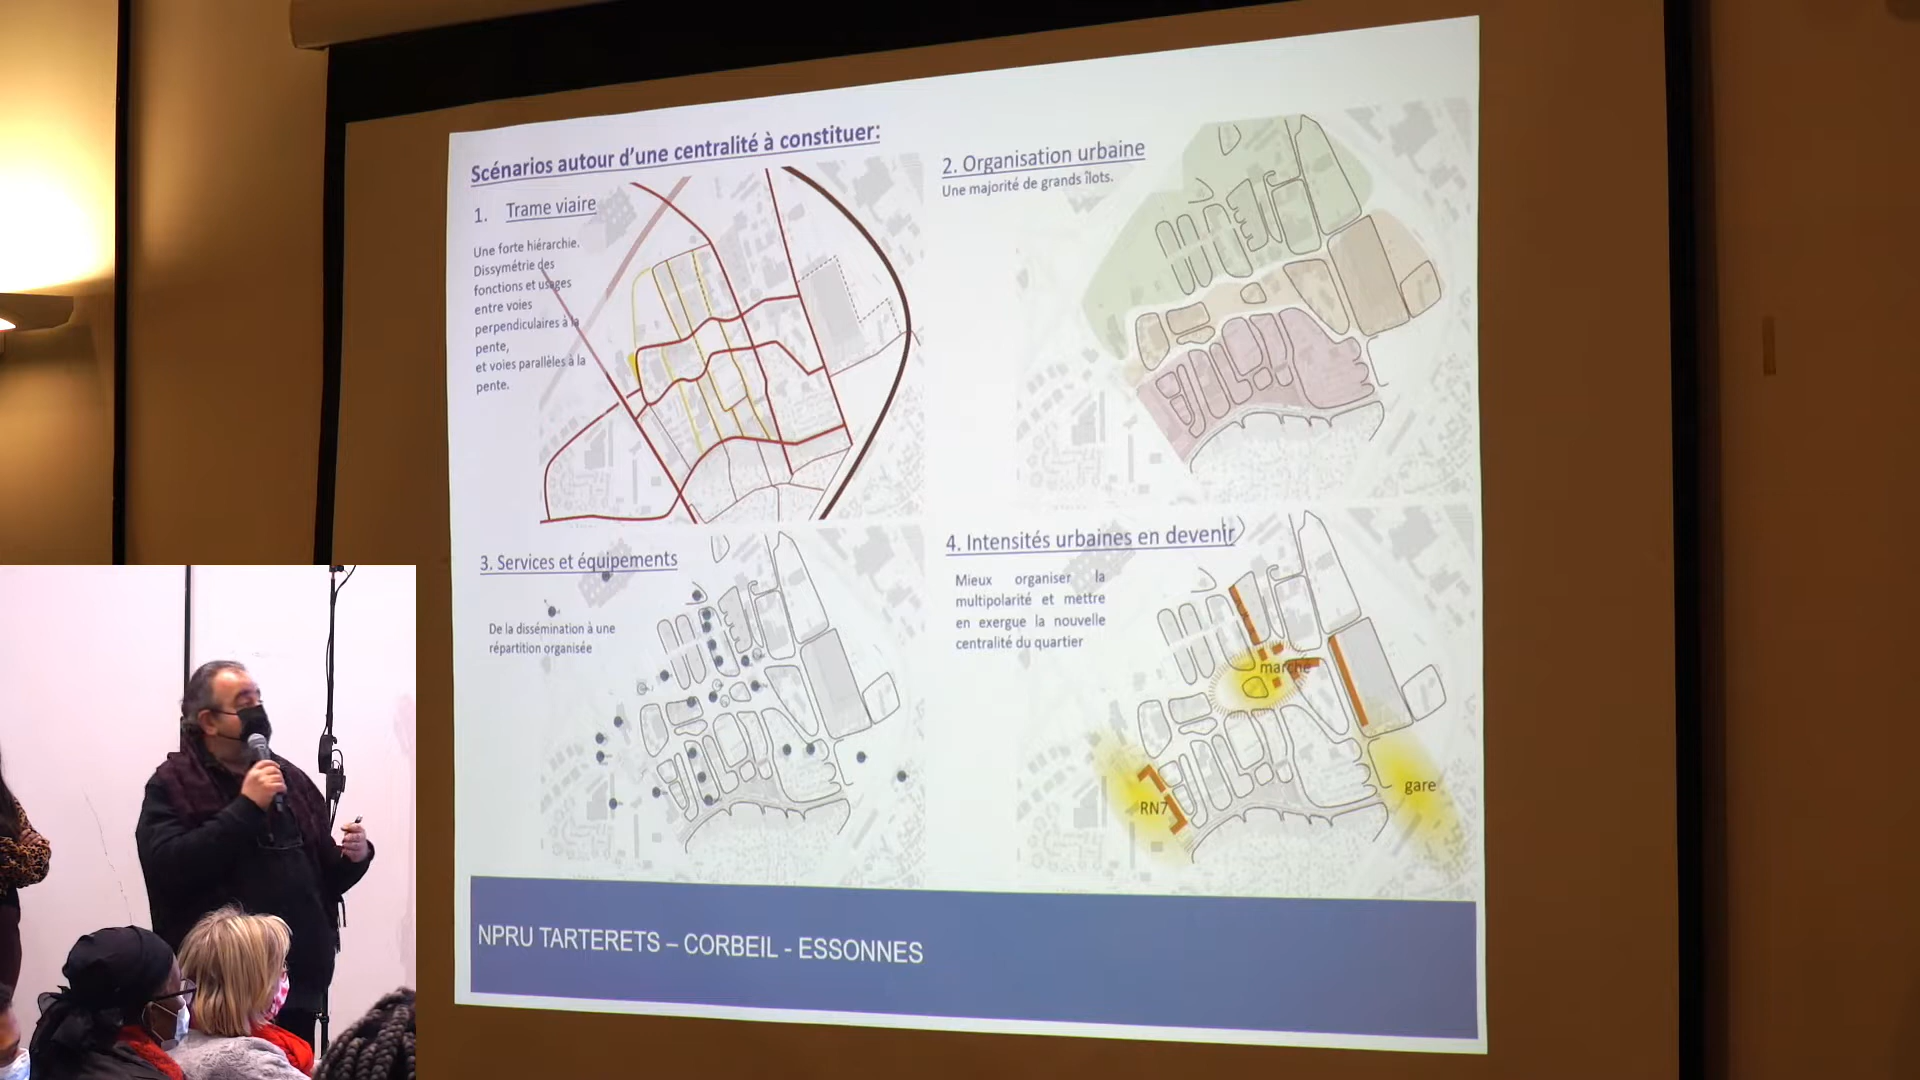 Scénarios autour d'une centralité à constituer:
1. Trame viaire
Une forte hiérarchie.
Dissymétrie des
fonctions et usages
entre voies
perpendiculaires à la
pente,
et voies parallèles à la
pente.
2. Organisation urbaine
Une majorité de grands îlots.
3. Services et équipements
De la dissémination à une
répartition organisée
4. Intensités urbaines en devenir
Mieux organiser la
multipolarité et mettre
en exergue la nouvelle
centralité du quartier
marché
gare
RN7
NPRU TARTERETS – CORBEIL - ESSONNES